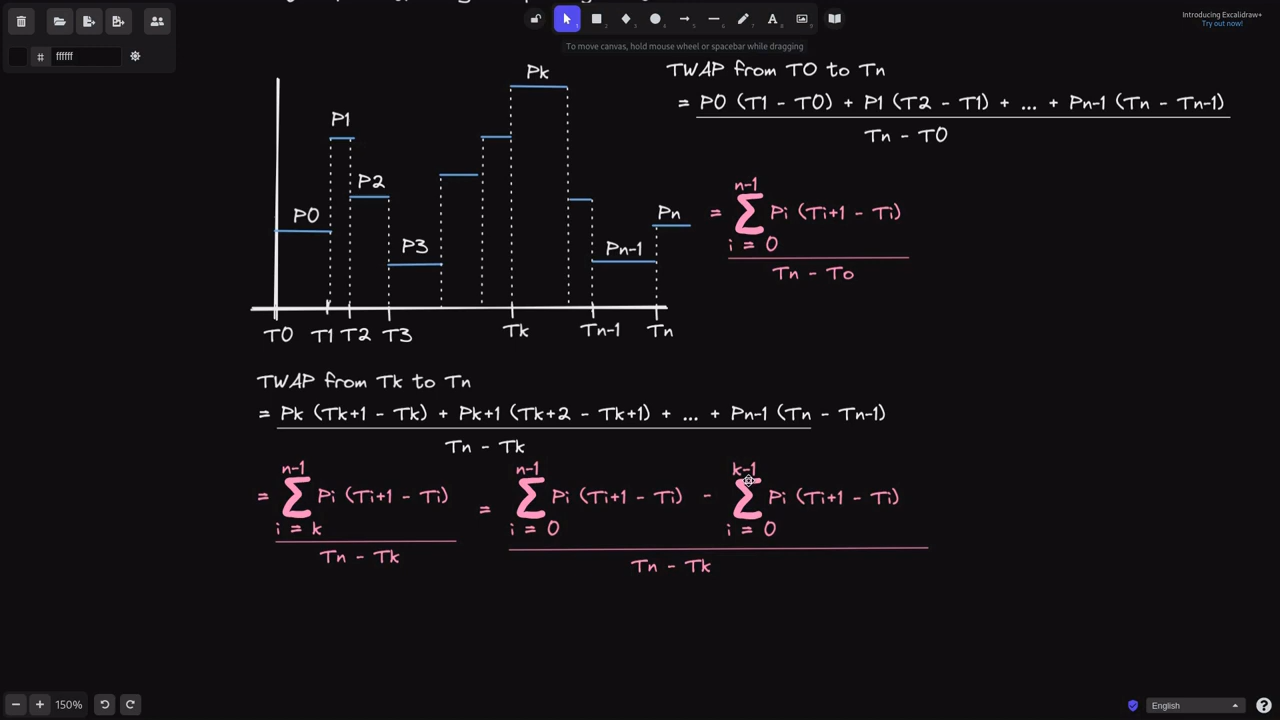 Introducing Excalidraw+
Try out now!
# ffffff
To move canvas, hold mouse wheel or spacebar while dragging
A
TWAP from T0 to Tn
= P0 (T1 - T0) + P1 (T2 - T1) + ... + Pn-1 (Tn - Tn-1)
Tn - T0
n-1
= Σ Pi (Ti+1 - Ti)
i = 0
Tn - To
Pk
P1
P2
P0
P3
Pn-1
Pn
T0 T1 T2 T3 Tk Tn-1 Tn
TWAP from Tk to Tn
= Pk (Tk+1 - Tk) + Pk+1 (Tk+2 - Tk+1) + ... + Pn-1 (Tn - Tn-1)
Tn - Tk
n-1 n-1 k-1
= Σ Pi (Ti+1 - Ti) = Σ Pi (Ti+1 - Ti) - Σ Pi (Ti+1 - Ti)
i = k i = 0 i = 0
Tn - Tk Tn - Tk
150%
English